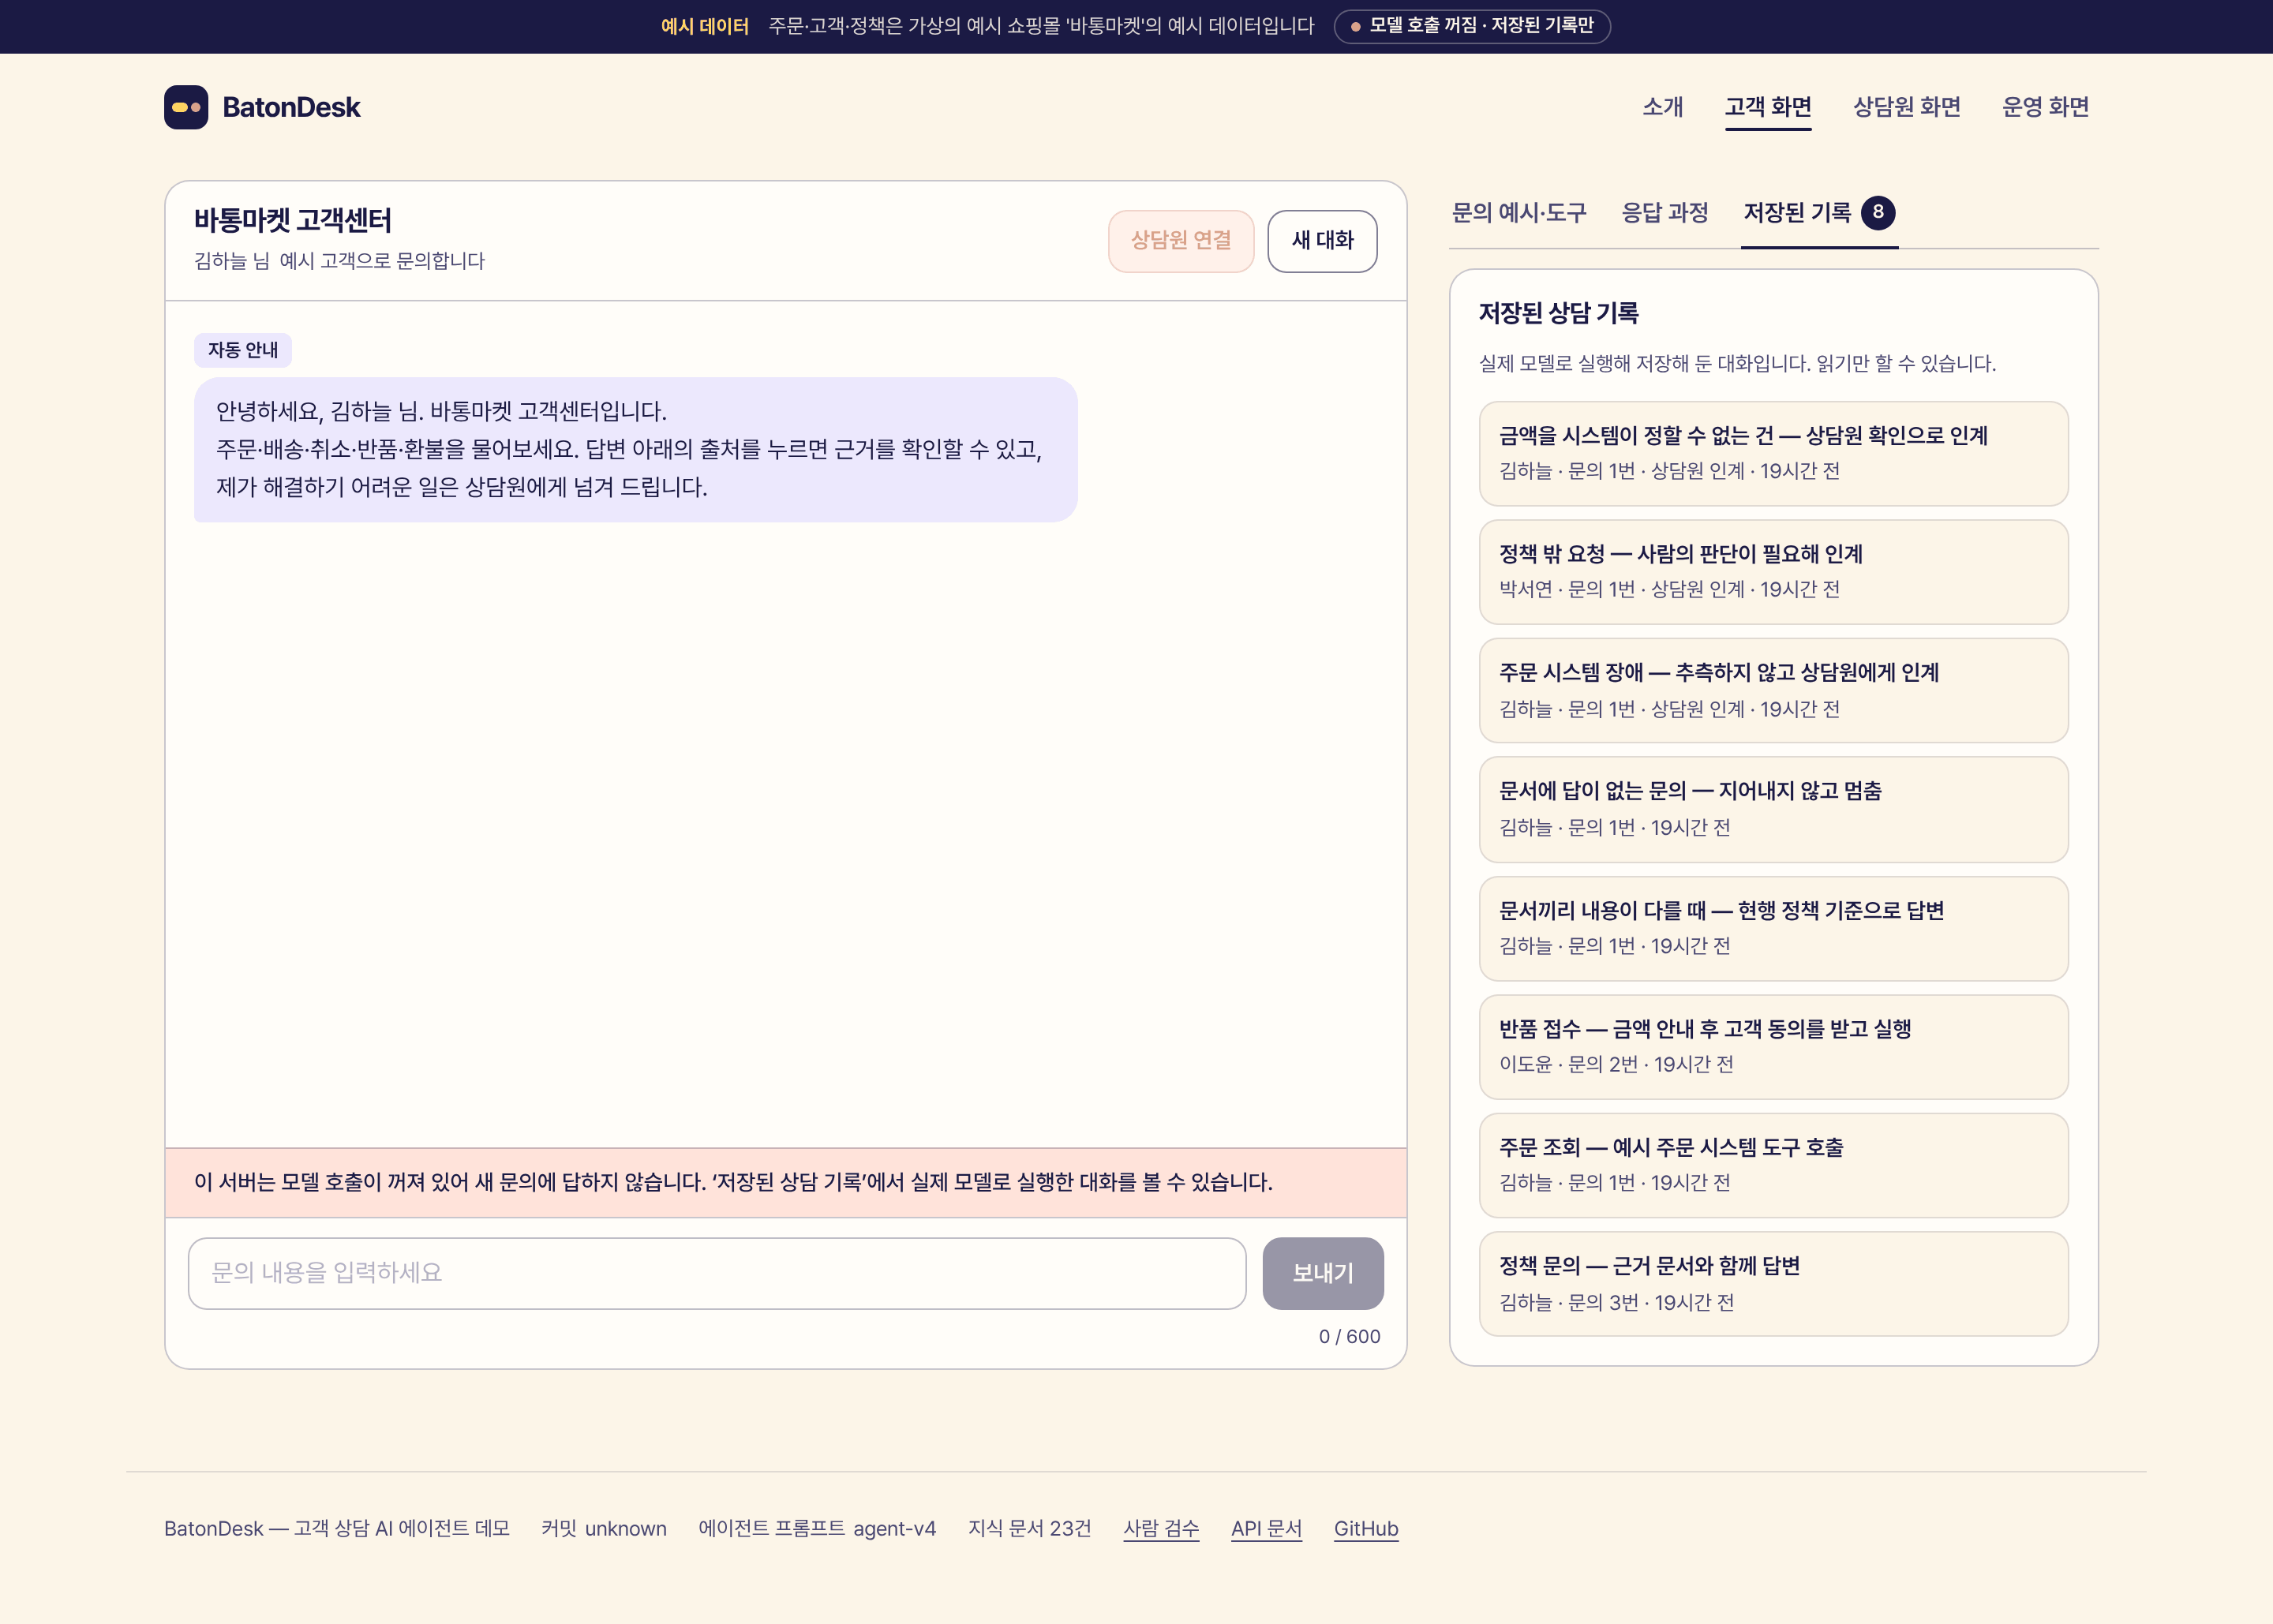 예시 데이터 주문·고객·정책은 가상의 예시 쇼핑몰 '바통마켓'의 예시 데이터입니다 모델 호출 꺼짐 · 저장된 기록만
BatonDesk
소개 고객 화면 상담원 화면 운영 화면
바통마켓 고객센터
김하늘 님 예시 고객으로 문의합니다
상담원 연결
새 대화
자동 안내
안녕하세요, 김하늘 님. 바통마켓 고객센터입니다.
주문·배송·취소·반품·환불을 물어보세요. 답변 아래의 출처를 누르면 근거를 확인할 수 있고,
제가 해결하기 어려운 일은 상담원에게 넘겨 드립니다.
이 서버는 모델 호출이 꺼져 있어 새 문의에 답하지 않습니다. ‘저장된 상담 기록’에서 실제 모델로 실행한 대화를 볼 수 있습니다.
문의 내용을 입력하세요
보내기
0 / 600
문의 예시·도구 응답 과정 저장된 기록 8
저장된 상담 기록
실제 모델로 실행해 저장해 둔 대화입니다. 읽기만 할 수 있습니다.
금액을 시스템이 정할 수 없는 건 — 상담원 확인으로 인계
김하늘 · 문의 1번 · 상담원 인계 · 19시간 전
정책 밖 요청 — 사람의 판단이 필요해 인계
박서연 · 문의 1번 · 상담원 인계 · 19시간 전
주문 시스템 장애 — 추측하지 않고 상담원에게 인계
김하늘 · 문의 1번 · 상담원 인계 · 19시간 전
문서에 답이 없는 문의 — 지어내지 않고 멈춤
김하늘 · 문의 1번 · 19시간 전
문서끼리 내용이 다를 때 — 현행 정책 기준으로 답변
김하늘 · 문의 1번 · 19시간 전
반품 접수 — 금액 안내 후 고객 동의를 받고 실행
이도윤 · 문의 2번 · 19시간 전
주문 조회 — 예시 주문 시스템 도구 호출
김하늘 · 문의 1번 · 19시간 전
정책 문의 — 근거 문서와 함께 답변
김하늘 · 문의 3번 · 19시간 전
BatonDesk — 고객 상담 AI 에이전트 데모 커밋 unknown 에이전트 프롬프트 agent-v4 지식 문서 23건 사람 검수 API 문서 GitHub